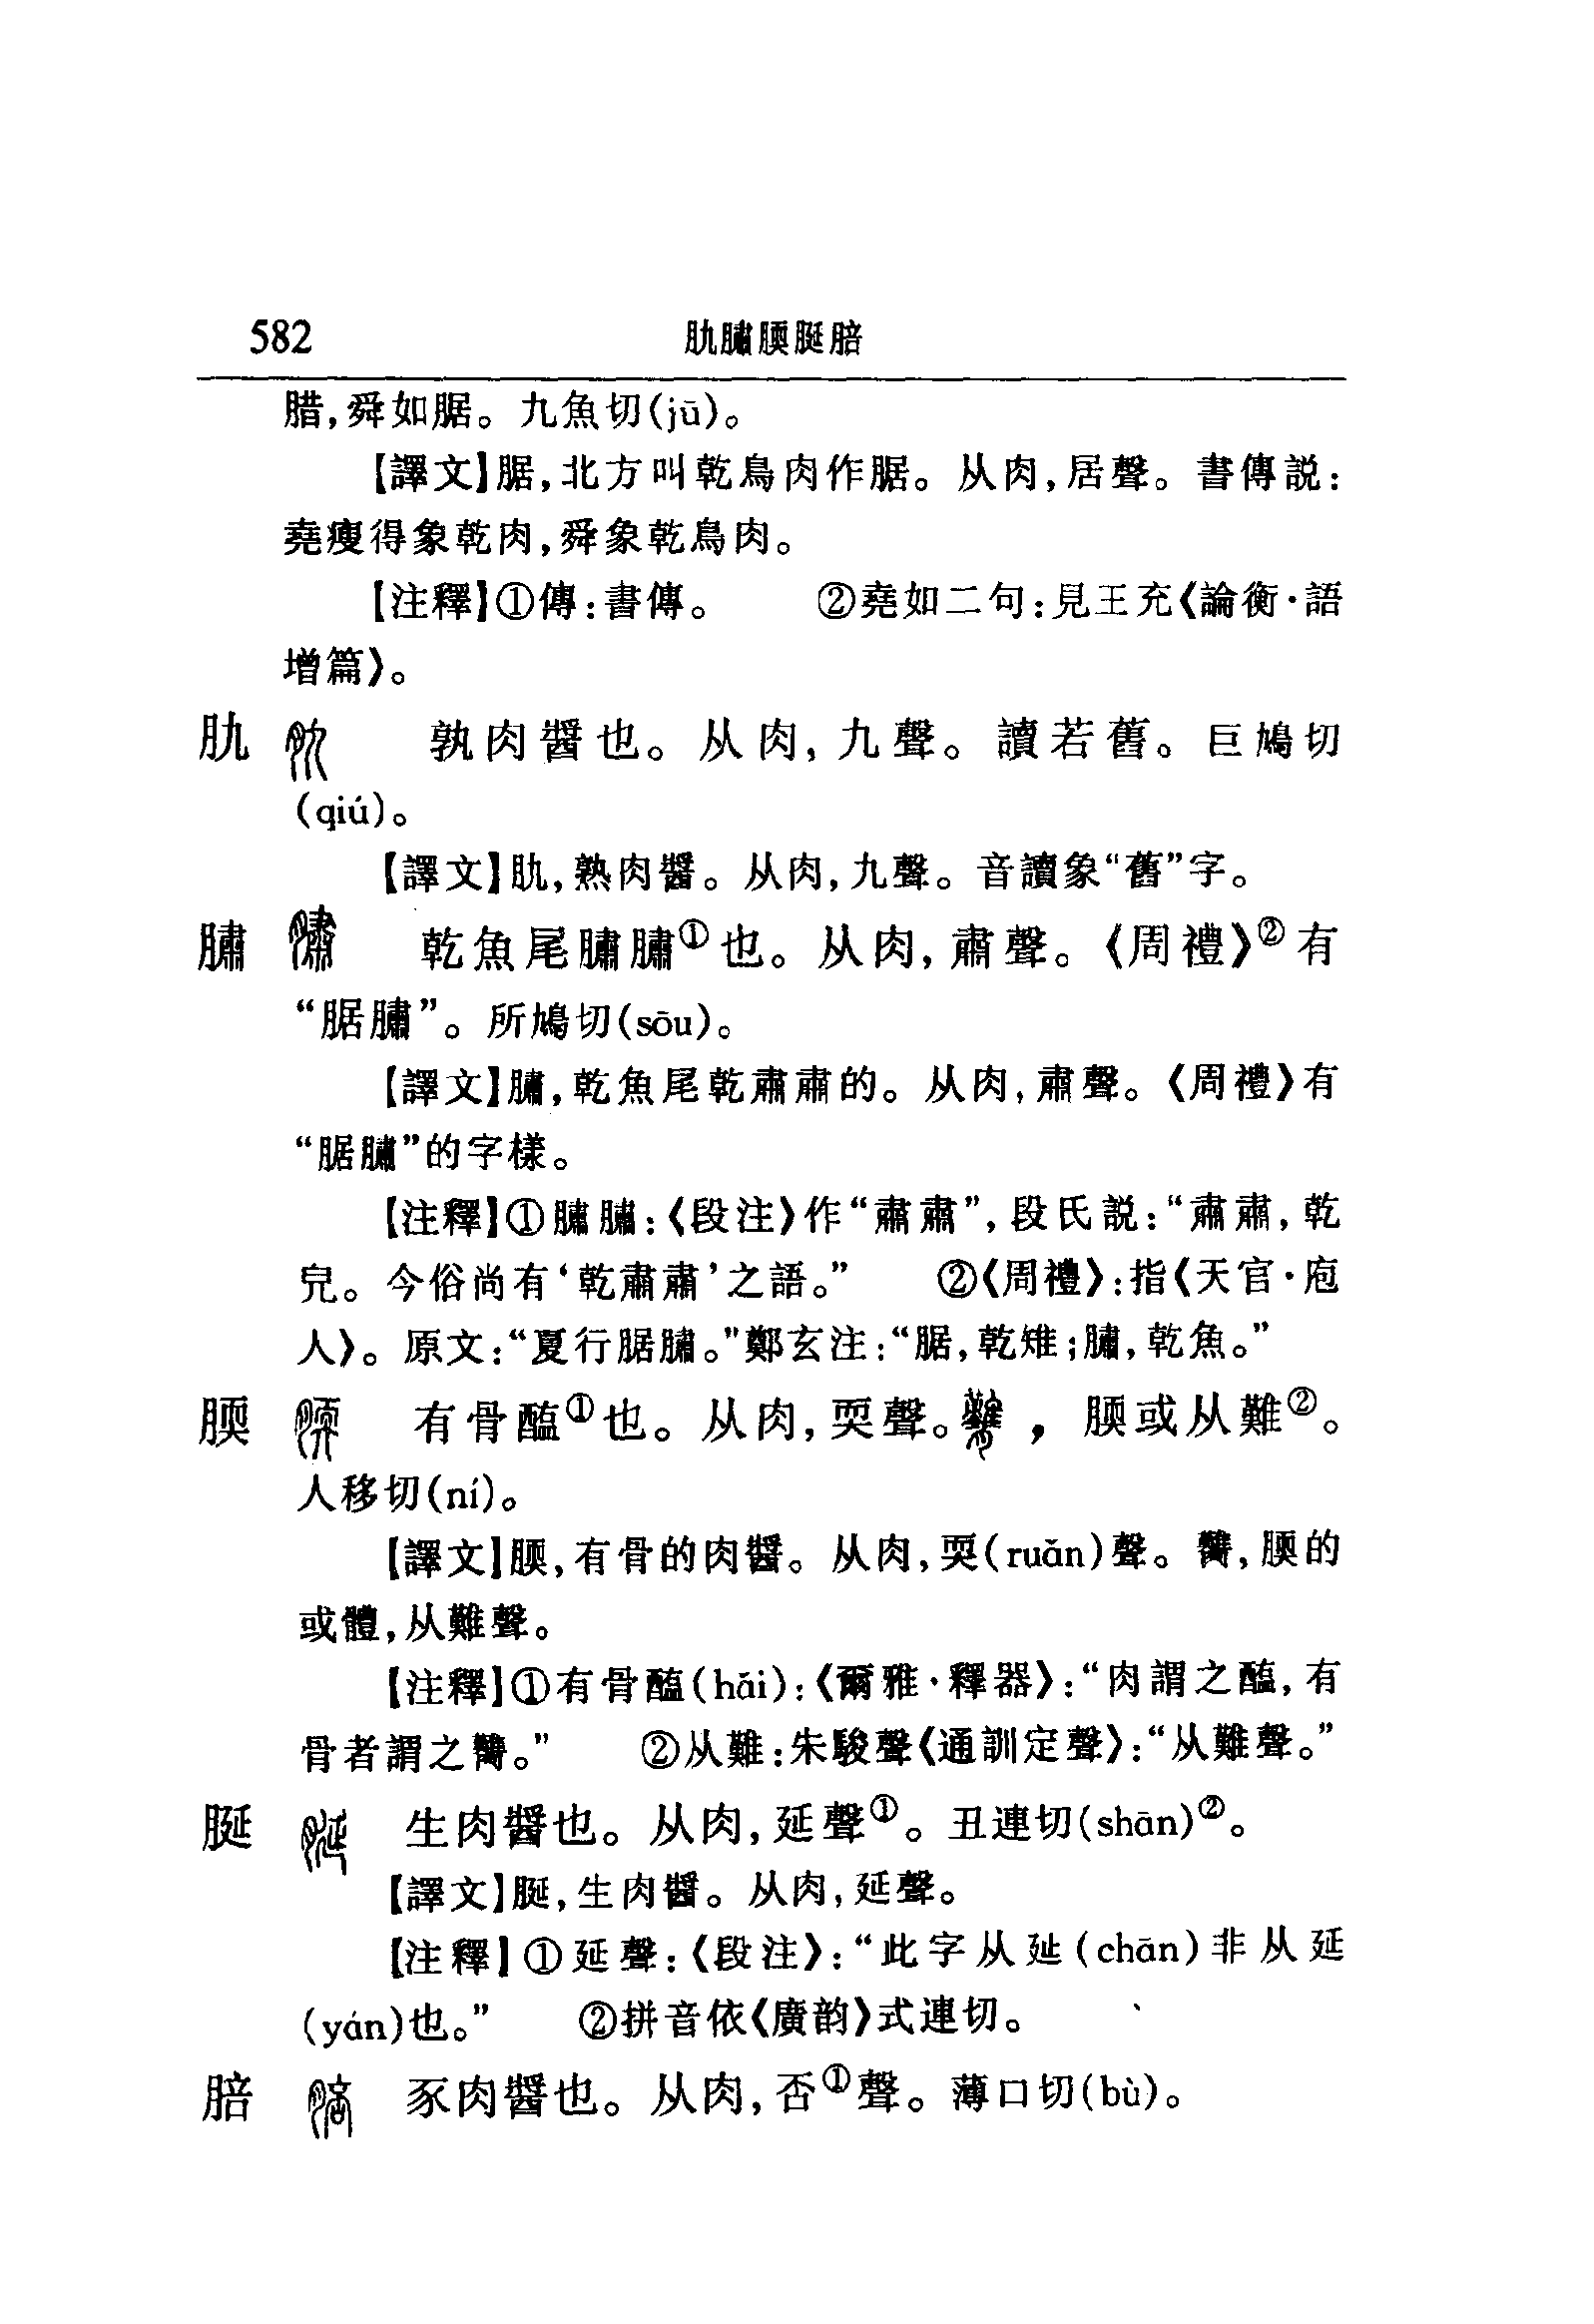 582 肍䐹腝脠䏽
腊，舜如腒。九魚切(jū)。
【譯文】腒，北方叫乾鳥肉作腒。从肉，居聲。書傳説：
堯瘦得象乾肉，舜象乾鳥肉。
【注釋】①傳：書傳。 ②堯如二句：見王充《論衡·語
增篇》。
肍 孰肉醬也。从肉，九聲。讀若舊。巨鳩切
(qiú)。
【譯文】肍，熟肉醬。从肉，九聲。音讀象“舊”字。
䐹 乾魚尾䐹䐹①也。从肉，肅聲。《周禮》②有
“腒䐹”。所鳩切(sōu)。
【譯文】䐹，乾魚尾乾肅肅的。从肉，肅聲。《周禮》有
“腒䐹”的字樣。
【注釋】①䐹䐹：《段注》作“肅肅”，段氏説：“肅肅，乾
皃。今俗尚有‘乾肅肅’之語。” ②《周禮》：指《天官·庖
人》。原文：“夏行腒䐹。”鄭玄注：“腒，乾雉；䐹，乾魚。”
腝 有骨醢①也。从肉，耎聲。，腝或从難②。
人移切(ní)。
【譯文】腝，有骨的肉醬。从肉，耎(ruǎn)聲。臡，腝的
或體，从難聲。
【注釋】①有骨醢(hǎi)：《爾雅·釋器》：“肉謂之醢，有
骨者謂之臡。” ②从難：朱駿聲《通訓定聲》：“从難聲。”
脠 生肉醬也。从肉，延聲①。丑連切(shān)②。
【譯文】脠，生肉醬。从肉，延聲。
【注釋】①延聲：《段注》：“此字从㢟(chān)非从延
(yán)也。” ②拼音依《廣韵》式連切。
䏽 豕肉醬也。从肉，否①聲。薄口切(bù)。